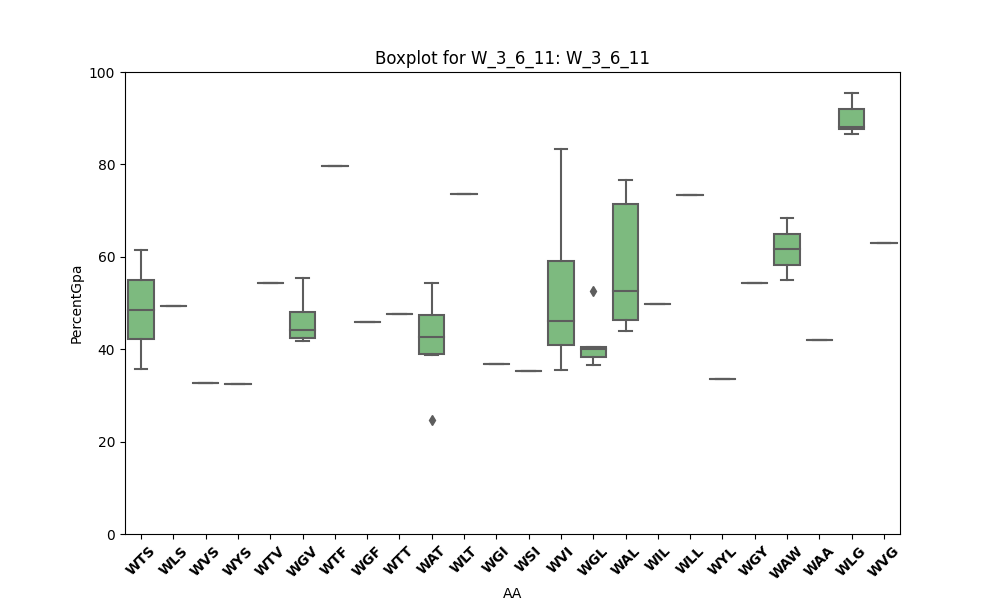 Boxplot for W_3_6_11: W_3_6_11
100
80
60
40
20
0
PercentGpa
WTS WLS WVS WYS WTV WGV WTF WGF WTT WAT WLT WGI WSI WVI WGL WAL WIL WLL WYL WGY WAW WAA WLG WVG
AA